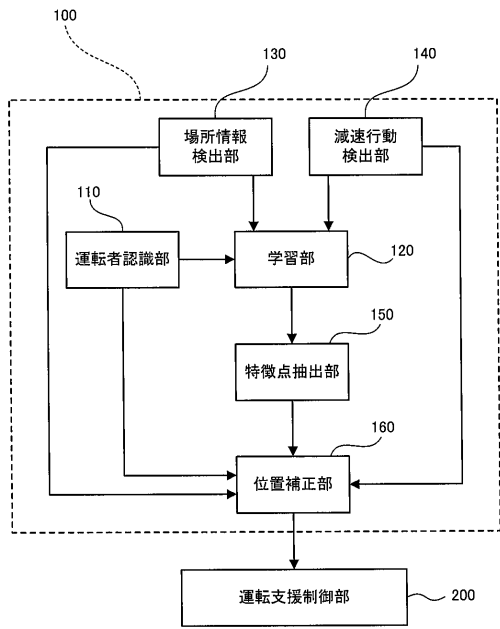 100
130
140
場所情報
検出部
減速行動
検出部
110
運転者認識部
学習部
120
150
特徴点抽出部
160
位置補正部
運転支援制御部
200